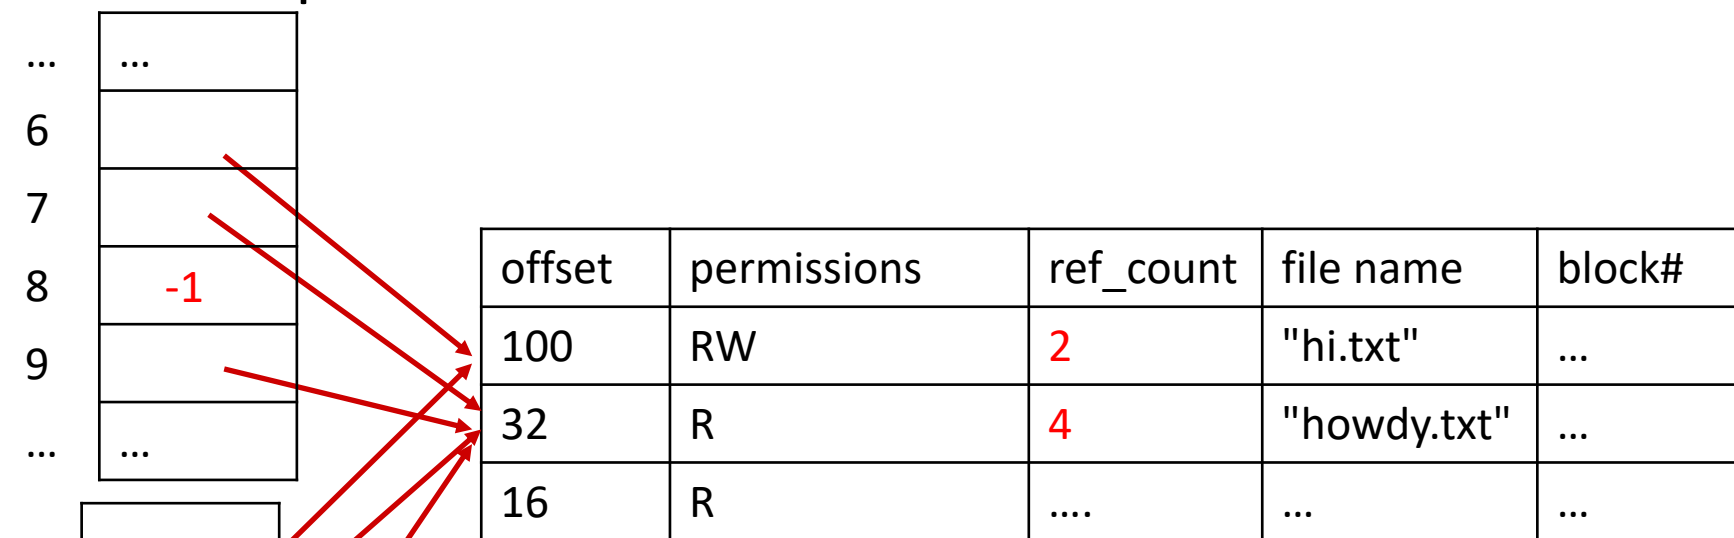 ... ...
6
7
8 -1
9
... ...
offset permissions ref_count file name block#
100 RW 2 "hi.txt" ...
32 R 4 "howdy.txt" ...
16 R .... ... ...